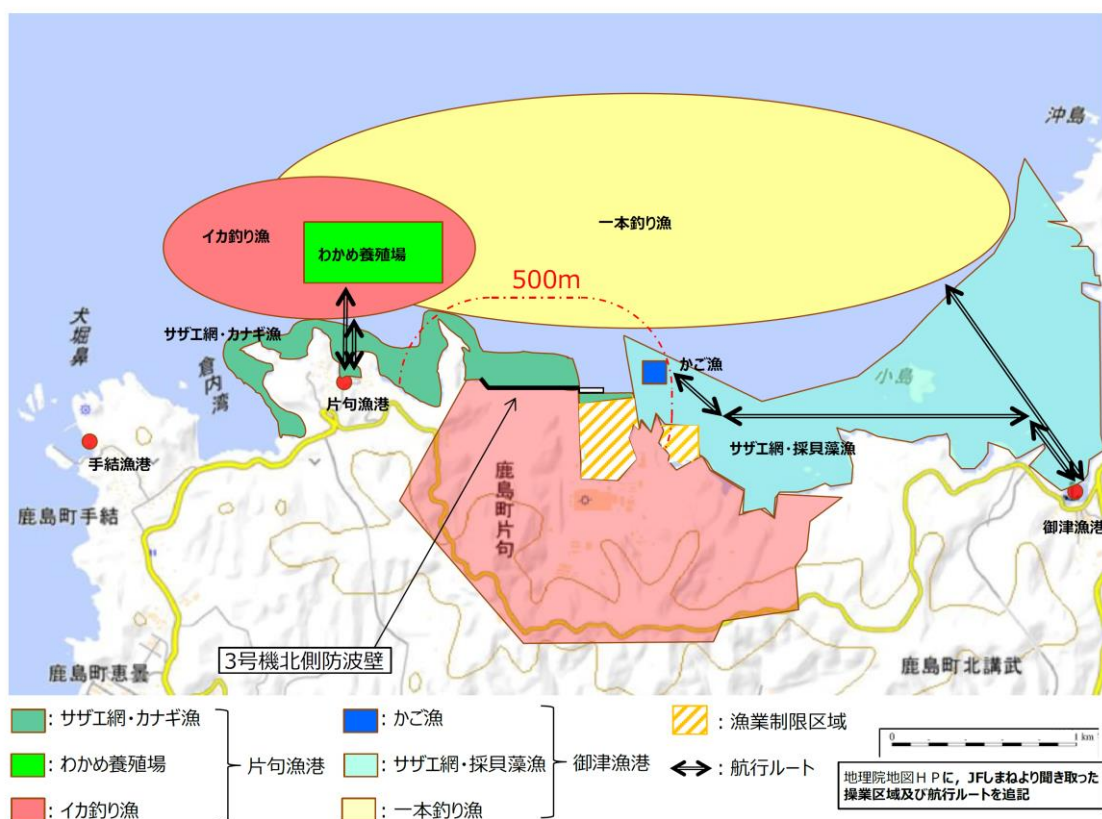 沖島
一本釣り漁
イカ釣り漁
わかめ養殖場
500m
サザエ網・カナギ漁
犬堀鼻
倉内湾
かご漁
小島
片句漁港
手結漁港
サザエ網・採貝藻漁
鹿島町片句
鹿島町手結
御津漁港
3号機北側防波壁
鹿島町恵曇
鹿島町北講武
: サザエ網・カナギ漁
: わかめ養殖場
: イカ釣り漁
片句漁港
: かご漁
: サザエ網・採貝藻漁
: 一本釣り漁
御津漁港
: 漁業制限区域
: 航行ルート
0 1 km
地理院地図HPに,JFしまねより聞き取った
操業区域及び航行ルートを追記